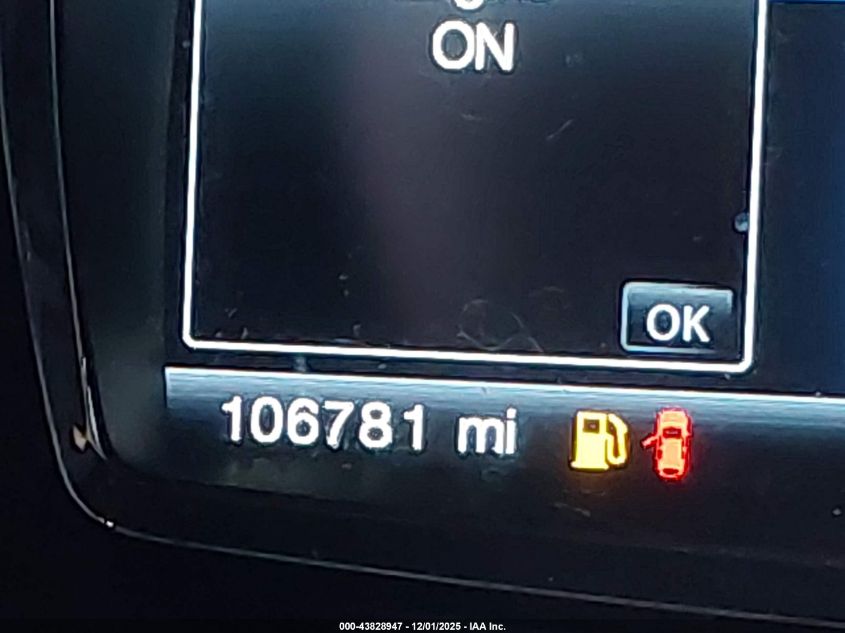 ON
OK
106781 mi
000-43828947 - 12/01/2025 - IAA Inc.